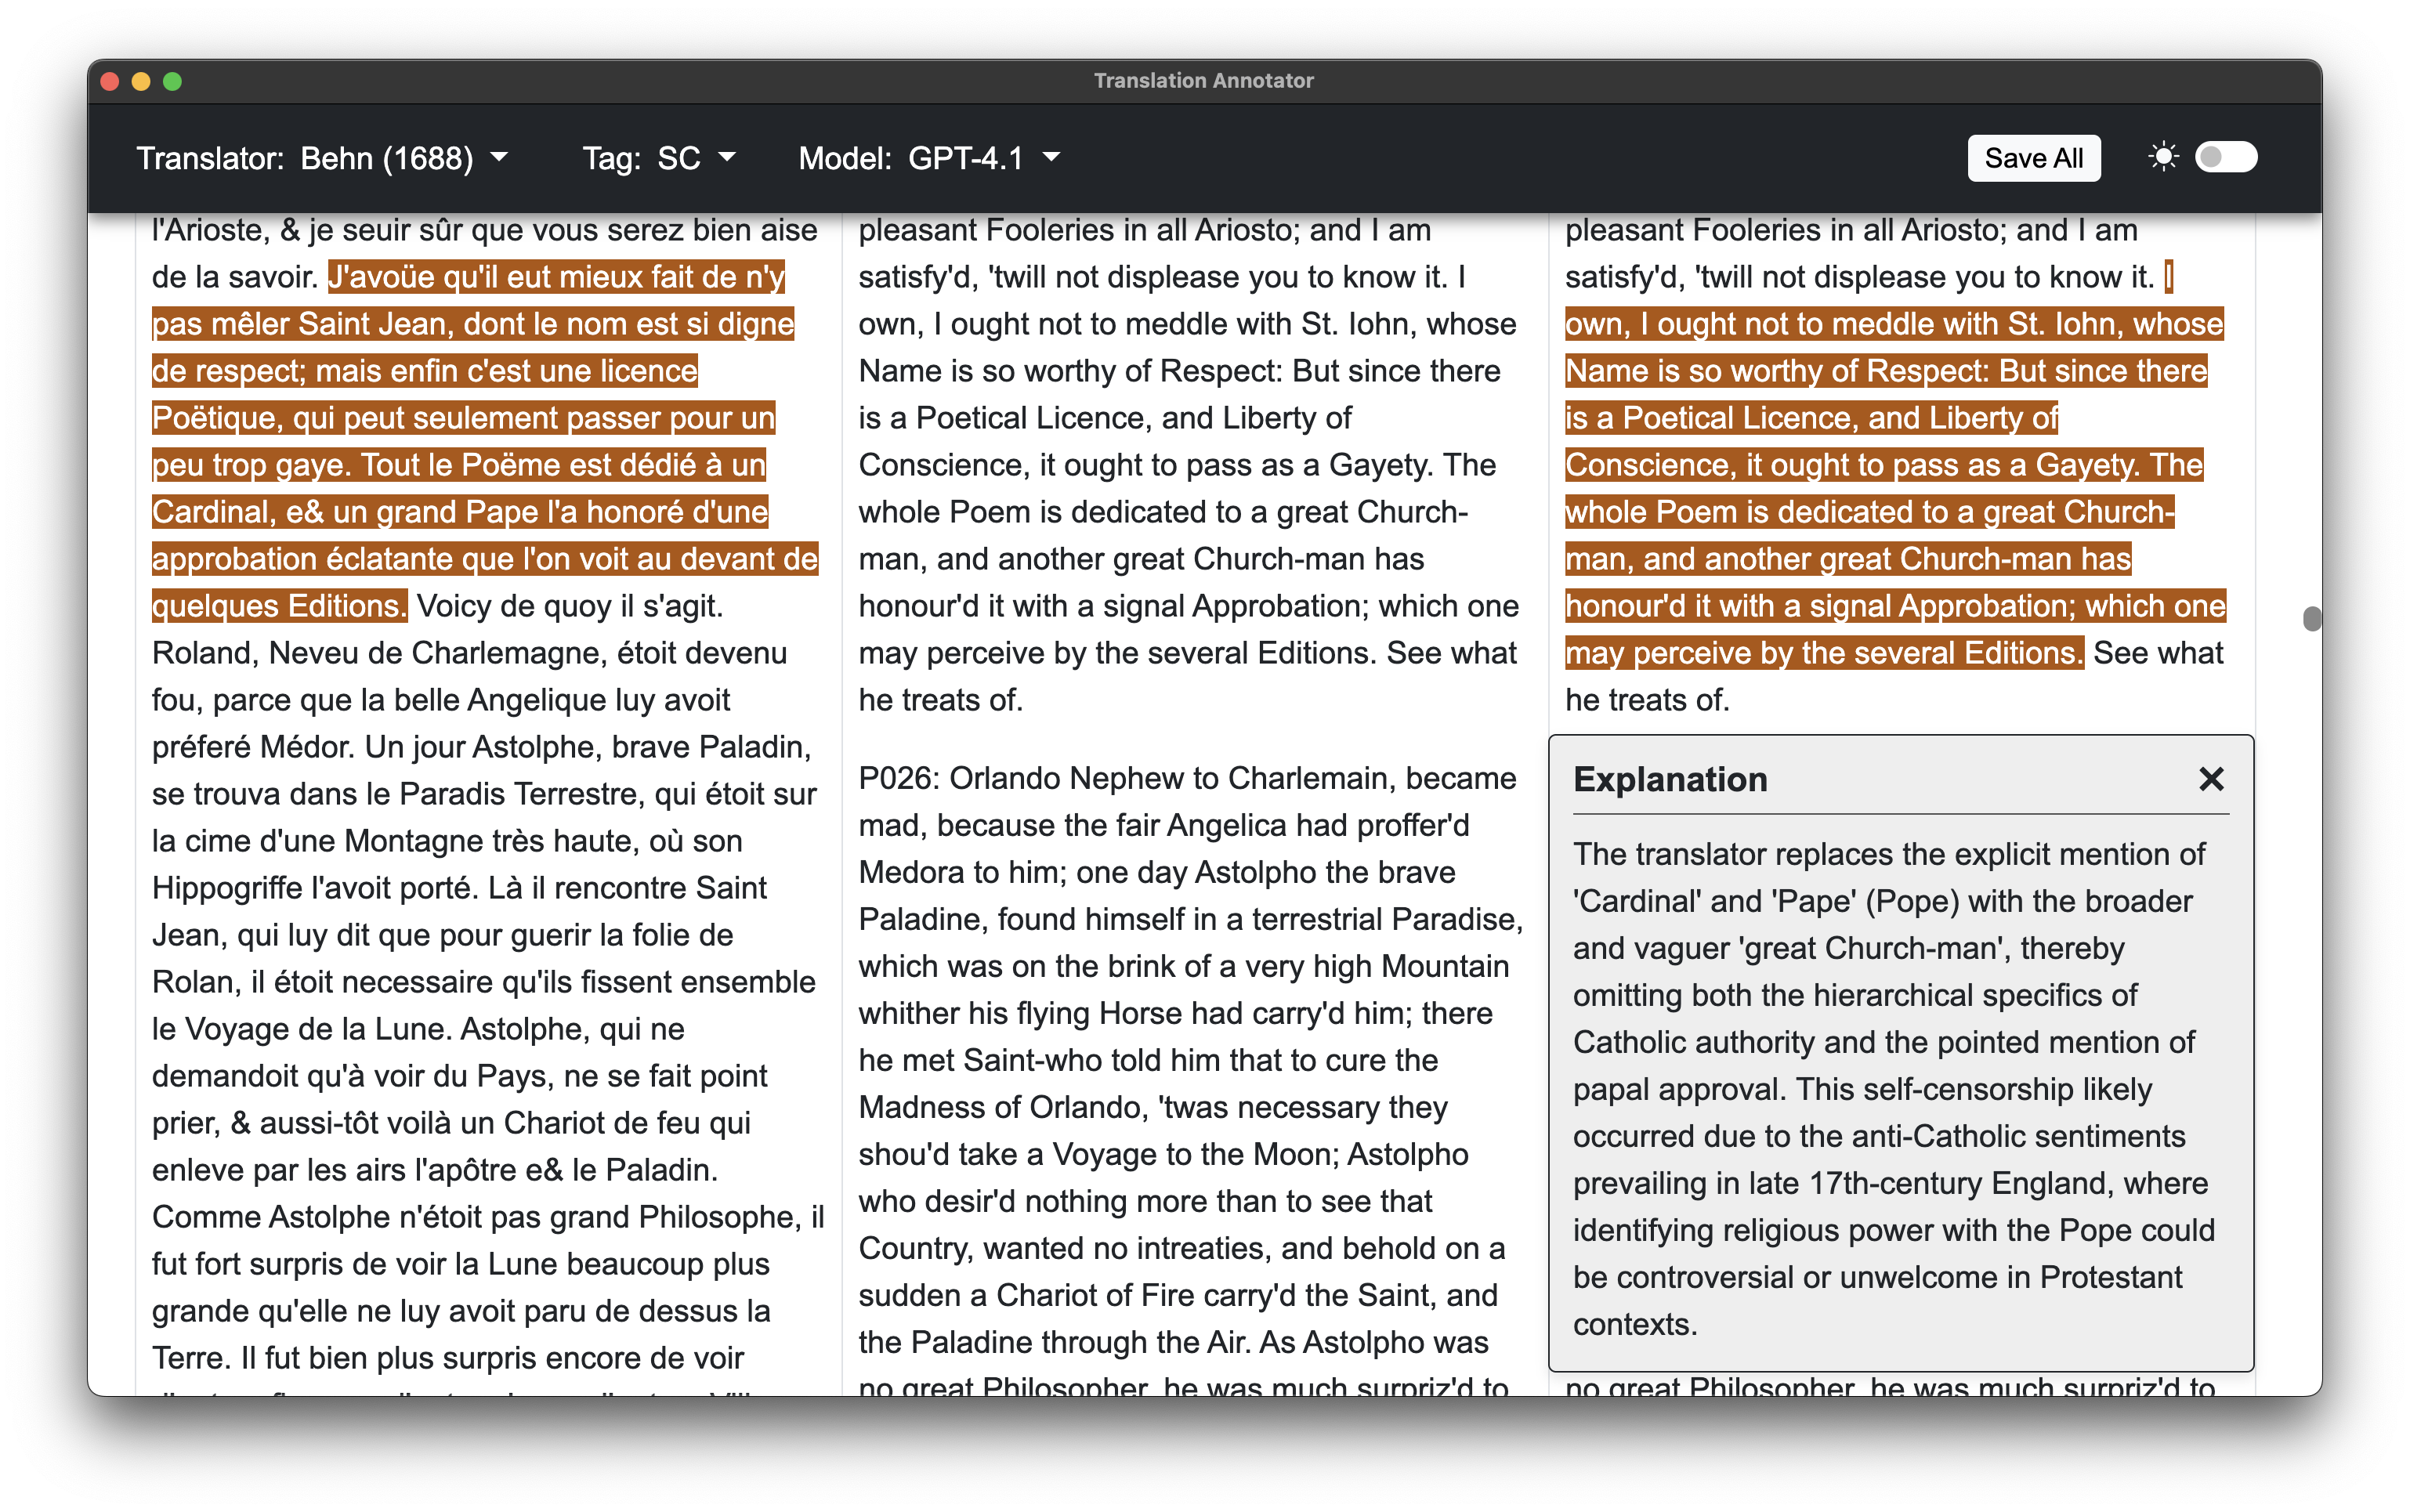 Translation Annotator
Translator: Behn (1688)
Tag: SC
Model: GPT-4.1
Save All
l'Arioste, & je seuir sûr que vous serez bien aise
de la savoir. J'avoüe qu'il eut mieux fait de n'y
pas mêler Saint Jean, dont le nom est si digne
de respect; mais enfin c'est une licence
Poëtique, qui peut seulement passer pour un
peu trop gaye. Tout le Poëme est dédié à un
Cardinal, e& un grand Pape l'a honoré d'une
approbation éclatante que l'on voit au devant de
quelques Editions. Voicy de quoy il s'agit.
Roland, Neveu de Charlemagne, étoit devenu
fou, parce que la belle Angelique luy avoit
préferé Médor. Un jour Astolphe, brave Paladin,
se trouva dans le Paradis Terrestre, qui étoit sur
la cime d'une Montagne très haute, où son
Hippogriffe l'avoit porté. Là il rencontre Saint
Jean, qui luy dit que pour guerir la folie de
Rolan, il étoit necessaire qu'ils fissent ensemble
le Voyage de la Lune. Astolphe, qui ne
demandoit qu'à voir du Pays, ne se fait point
prier, & aussi-tôt voilà un Chariot de feu qui
enleve par les airs l'apôtre e& le Paladin.
Comme Astolphe n'étoit pas grand Philosophe, il
fut fort surpris de voir la Lune beaucoup plus
grande qu'elle ne luy avoit paru de dessus la
Terre. Il fut bien plus surpris encore de voir
pleasant Fooleries in all Ariosto; and I am
satisfy'd, 'twill not displease you to know it. I
own, I ought not to meddle with St. Iohn, whose
Name is so worthy of Respect: But since there
is a Poetical Licence, and Liberty of
Conscience, it ought to pass as a Gayety. The
whole Poem is dedicated to a great Church-
man, and another great Church-man has
honour'd it with a signal Approbation; which one
may perceive by the several Editions. See what
he treats of.
P026: Orlando Nephew to Charlemain, became
mad, because the fair Angelica had proffer'd
Medora to him; one day Astolpho the brave
Paladine, found himself in a terrestrial Paradise,
which was on the brink of a very high Mountain
whither his flying Horse had carry'd him; there
he met Saint-who told him that to cure the
Madness of Orlando, 'twas necessary they
shou'd take a Voyage to the Moon; Astolpho
who desir'd nothing more than to see that
Country, wanted no intreaties, and behold on a
sudden a Chariot of Fire carry'd the Saint, and
the Paladine through the Air. As Astolpho was
no great Philosopher, he was much surpriz'd to
pleasant Fooleries in all Ariosto; and I am
satisfy'd, 'twill not displease you to know it. I
own, I ought not to meddle with St. Iohn, whose
Name is so worthy of Respect: But since there
is a Poetical Licence, and Liberty of
Conscience, it ought to pass as a Gayety. The
whole Poem is dedicated to a great Church-
man, and another great Church-man has
honour'd it with a signal Approbation; which one
may perceive by the several Editions. See what
he treats of.
Explanation
The translator replaces the explicit mention of
'Cardinal' and 'Pape' (Pope) with the broader
and vaguer 'great Church-man', thereby
omitting both the hierarchical specifics of
Catholic authority and the pointed mention of
papal approval. This self-censorship likely
occurred due to the anti-Catholic sentiments
prevailing in late 17th-century England, where
identifying religious power with the Pope could
be controversial or unwelcome in Protestant
contexts.
no great Philosopher, he was much surpriz'd to